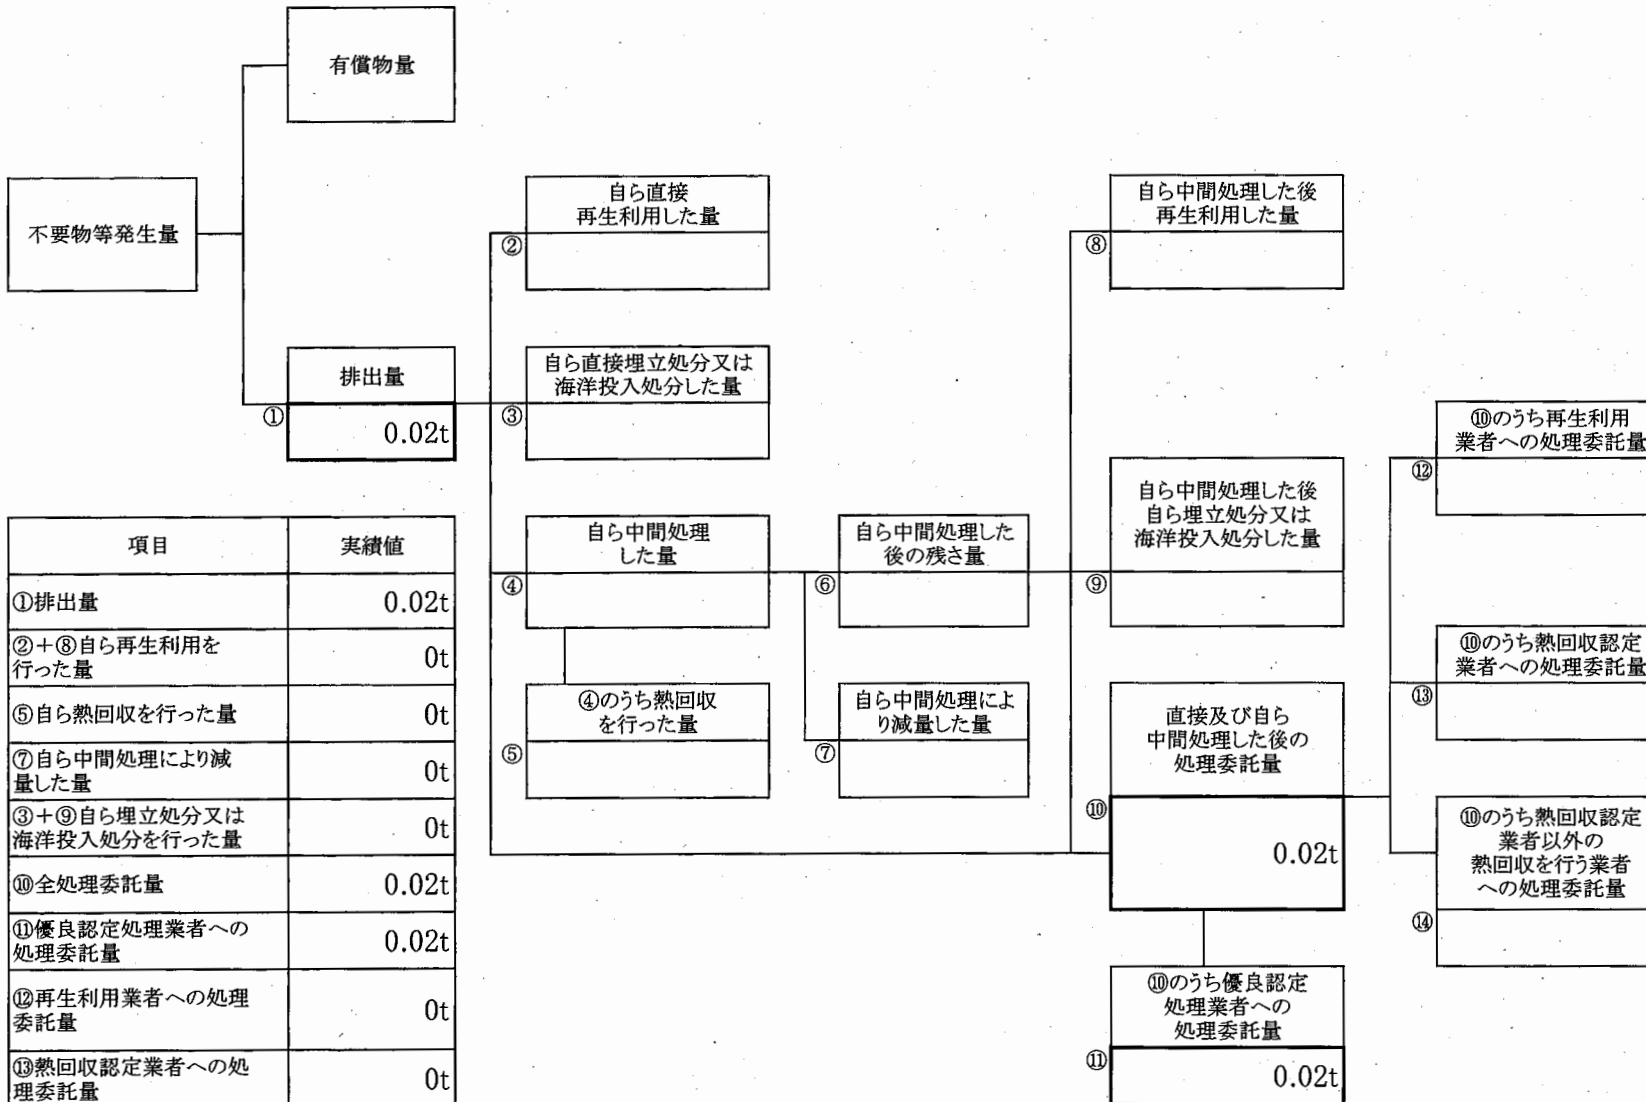 有償物量
不要物等発生量
排出量
①
0.02t
自ら直接
再生利用した量
②
自ら直接埋立処分又は
海洋投入処分した量
③
自ら中間処理
した量
④
④のうち熱回収
を行った量
⑤
自ら中間処理した
後の残さ量
⑥
自ら中間処理によ
り減量した量
⑦
自ら中間処理した後
再生利用した量
⑧
自ら中間処理した後
自ら埋立処分又は
海洋投入処分した量
⑨
直接及び自ら
中間処理した後の
処理委託量
⑩
0.02t
⑩のうち優良認定
処理業者への
処理委託量
⑪
0.02t
⑩のうち再生利用
業者への処理委託量
⑫
⑩のうち熱回収認定
業者への処理委託量
⑬
⑩のうち熱回収認定
業者以外の
熱回収を行う業者
への処理委託量
⑭
項目 実績値
①排出量 0.02t
②+⑧自ら再生利用を
行った量 0t
⑤自ら熱回収を行った量 0t
⑦自ら中間処理により減
量した量 0t
③+⑨自ら埋立処分又は
海洋投入処分を行った量 0t
⑩全処理委託量 0.02t
⑪優良認定処理業者への
処理委託量 0.02t
⑫再生利用業者への処理
委託量 0t
⑬熱回収認定業者への処
理委託量 0t